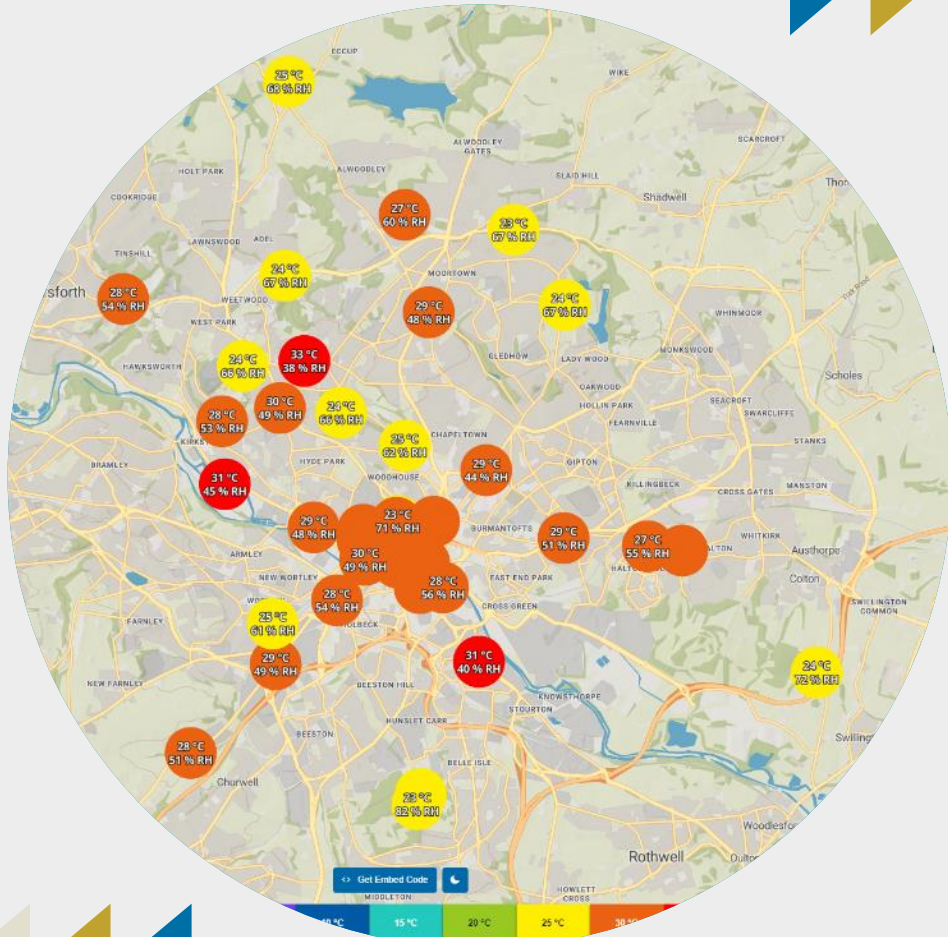 ECCUP
25 °C
68 % RH
WIKE
SCARCROFT
ALWOODLEY
GATES
HOLT PARK
ALWOODLEY
SLAID HILL
Shadwell
COOKRIDGE
27 °C
60 % RH
23 °C
67 % RH
LAWNSWOOD
ADEL
TINSHILL
24 °C
67 % RH
MOORTOWN
28 °C
54 % RH
WEETWOOD
24 °C
67 % RH
29 °C
48 % RH
WHINMOOR
WEST PARK
York Road
MONKSWOOD
33 °C
38 % RH
GLEDHOW
LADY WOOD
24 °C
66 % RH
HAWKSWORTH
Scholes
OAKWOOD
30 °C
49 % RH
HOLLIN PARK
SEACROFT
24 °C
66 % RH
28 °C
53 % RH
SWARCLIFFE
FEARNVILLE
CHAPELTOWN
25 °C
62 % RH
STANKS
BRAMLEY
HYDE PARK
29 °C
44 % RH
GIPTON
WOODHOUSE
31 °C
45 % RH
KILLINGBECK
MANSTON
CROSS GATES
23 °C
71 % RH
29 °C
48 % RH
BURMANTOFTS
29 °C
51 % RH
WHITKIRK
27 °C
55 % RH
Austhorpe
ARMLEY
30 °C
49 % RH
NEW WORTLEY
EAST END PARK
Colton
28 °C
56 % RH
28 °C
54 % RH
SWILLINGTON
COMMON
CROSS GREEN
25 °C
61 % RH
FARNLEY
29 °C
49 % RH
31 °C
40 % RH
24 °C
72 % RH
NEW FARNLEY
BEESTON HILL
KNOWSTHORPE
STOURTON
HUNSLET CARR
BEESTON
28 °C
51 % RH
BELLE ISLE
Churwell
23 °C
82 % RH
Rothwell
<> Get Embed Code
MIDDLETON
HOWLETT
CROSS
15 °C
20 °C
25 °C